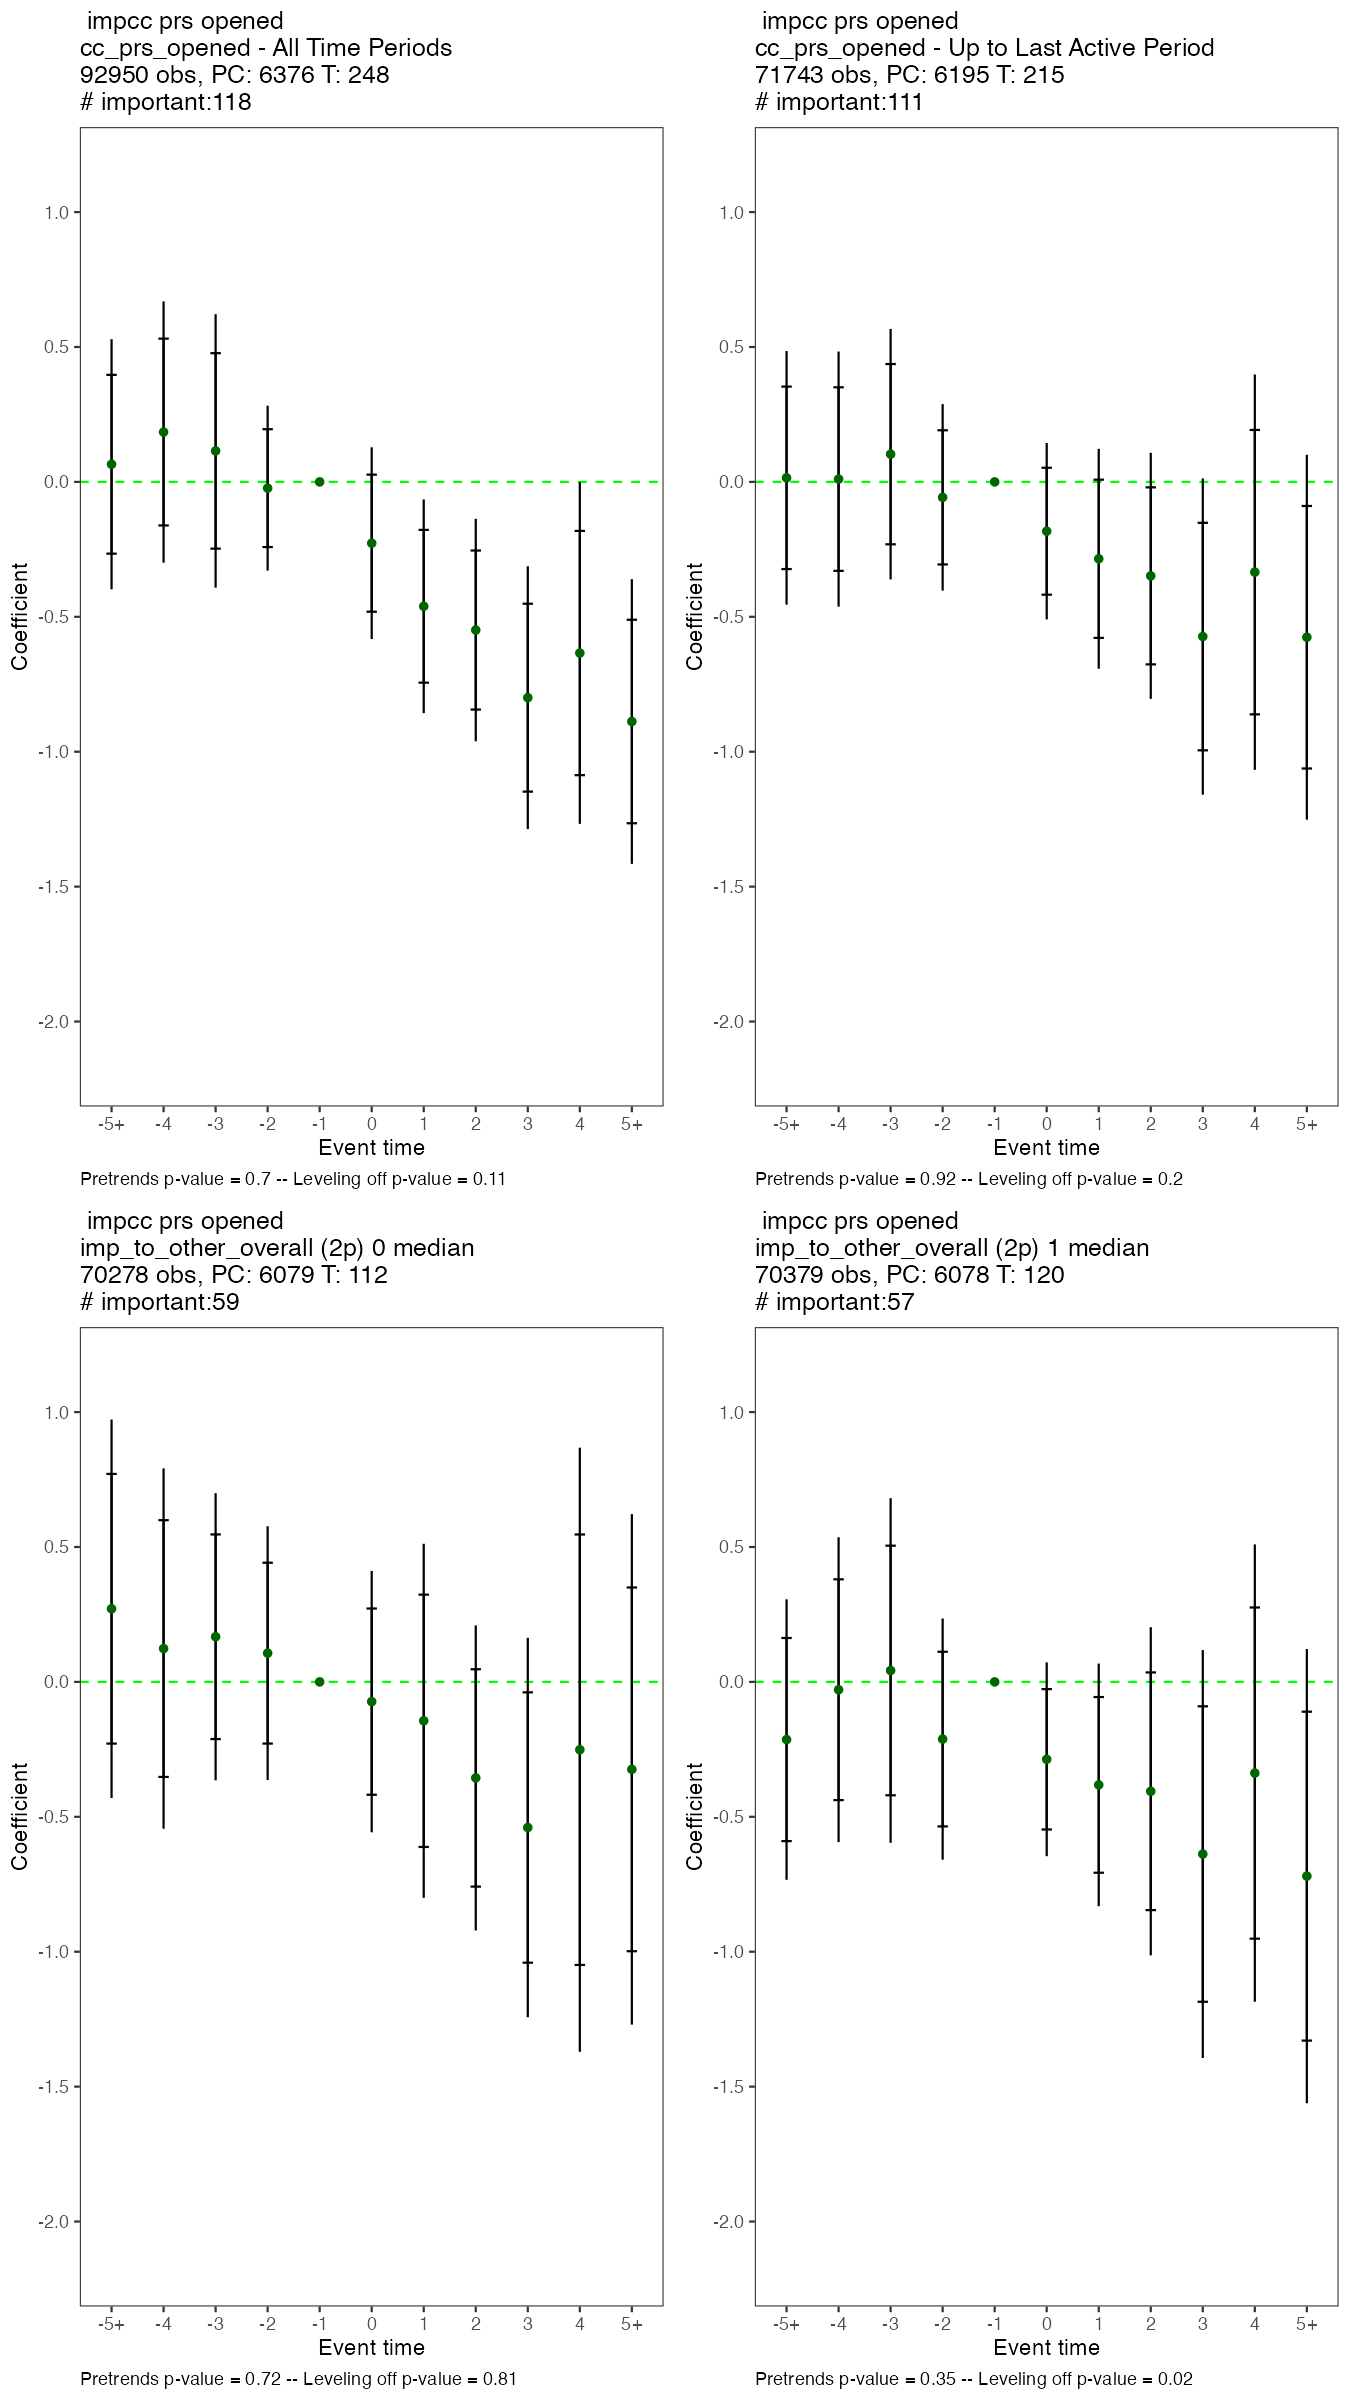 impcc prs opened
cc_prs_opened - All Time Periods
92950 obs, PC: 6376 T: 248
# important:118
Coefficient
1.0
0.5
0.0
-0.5
-1.0
-1.5
-2.0
-5+ -4 -3 -2 -1 0 1 2 3 4 5+
Event time
Pretrends p-value = 0.7 -- Leveling off p-value = 0.11
impcc prs opened
cc_prs_opened - Up to Last Active Period
71743 obs, PC: 6195 T: 215
# important:111
Coefficient
1.0
0.5
0.0
-0.5
-1.0
-1.5
-2.0
-5+ -4 -3 -2 -1 0 1 2 3 4 5+
Event time
Pretrends p-value = 0.92 -- Leveling off p-value = 0.2
impcc prs opened
imp_to_other_overall (2p) 0 median
70278 obs, PC: 6079 T: 112
# important:59
Coefficient
1.0
0.5
0.0
-0.5
-1.0
-1.5
-2.0
-5+ -4 -3 -2 -1 0 1 2 3 4 5+
Event time
Pretrends p-value = 0.72 -- Leveling off p-value = 0.81
impcc prs opened
imp_to_other_overall (2p) 1 median
70379 obs, PC: 6078 T: 120
# important:57
Coefficient
1.0
0.5
0.0
-0.5
-1.0
-1.5
-2.0
-5+ -4 -3 -2 -1 0 1 2 3 4 5+
Event time
Pretrends p-value = 0.35 -- Leveling off p-value = 0.02